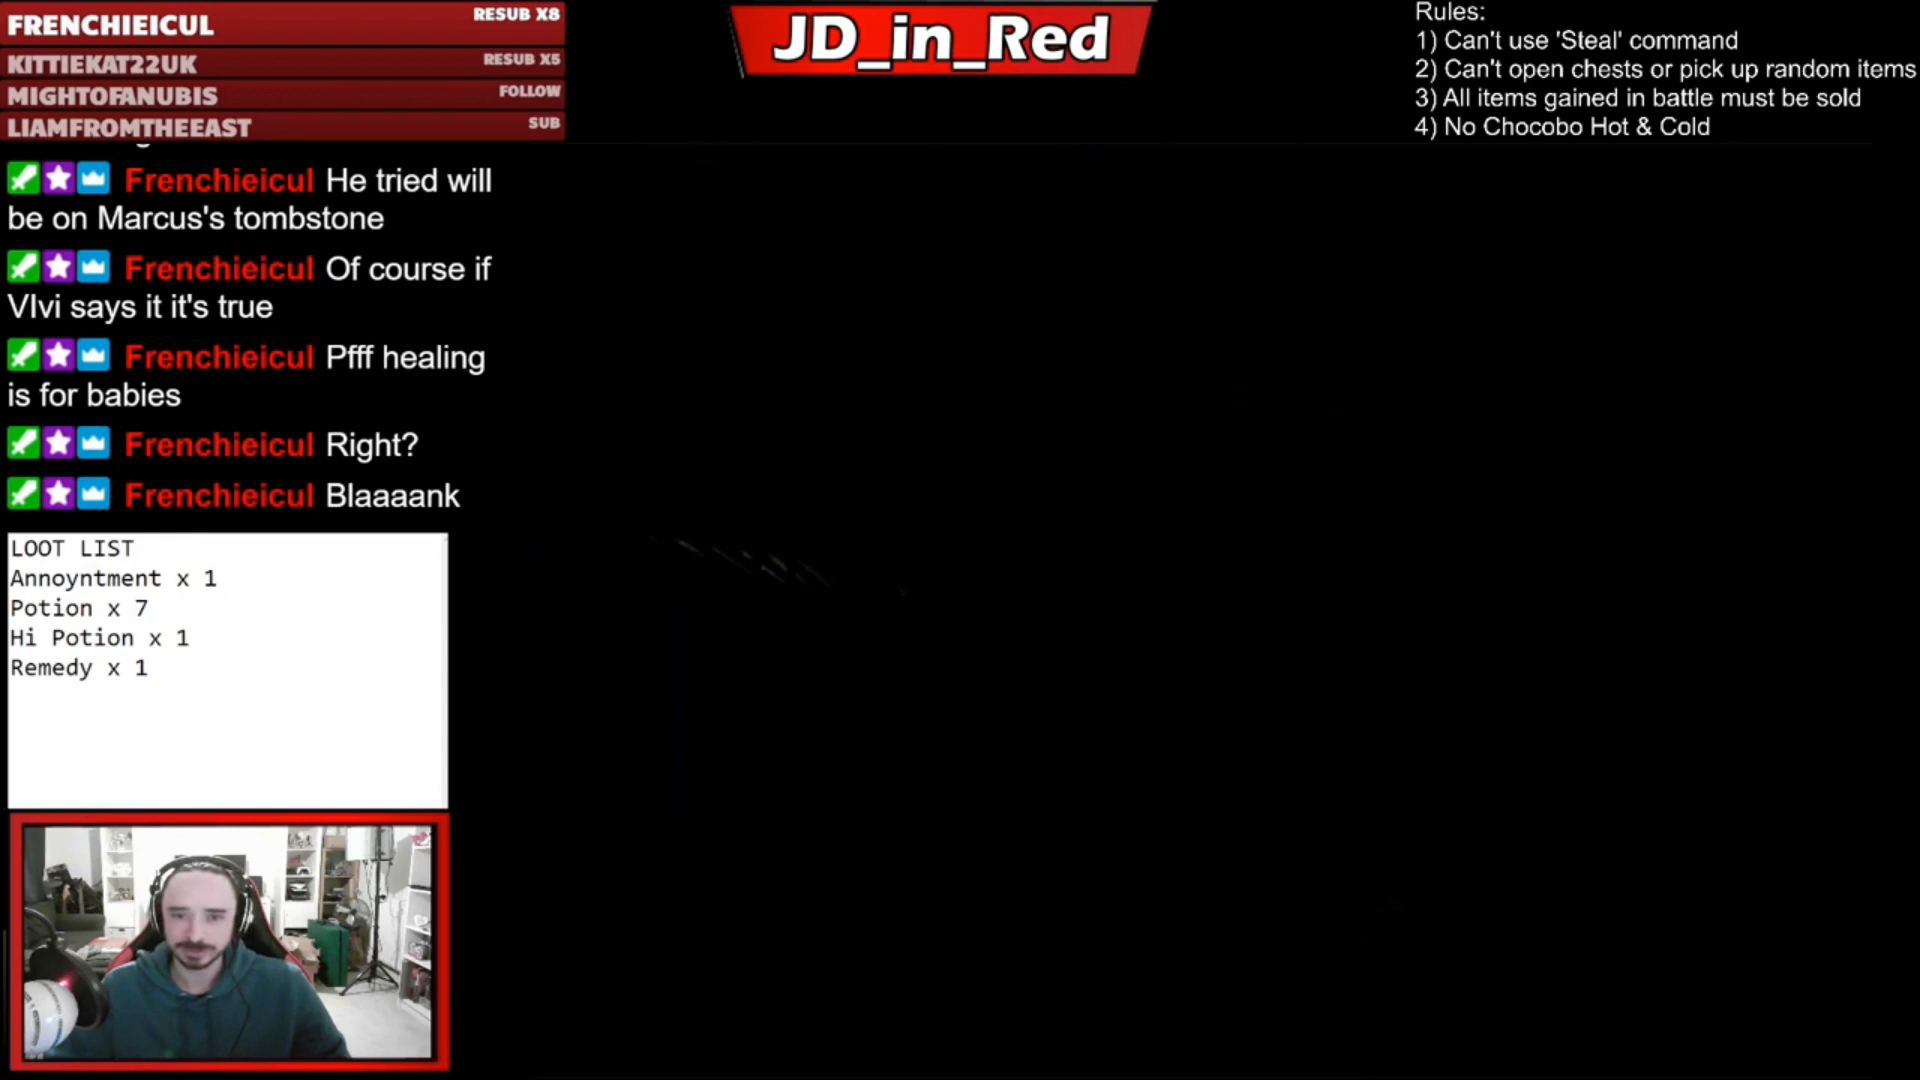 FRENCHIEICUL RESUB X8
KITTIEKAT22UK RESUB X5
MIGHTOFANUBIS FOLLOW
LIAMFROMTHEEAST SUB
JD_in_Red
Rules:
1) Can't use 'Steal' command
2) Can't open chests or pick up random items
3) All items gained in battle must be sold
4) No Chocobo Hot & Cold
Frenchieicul He tried will
be on Marcus's tombstone
Frenchieicul Of course if
VIvi says it it's true
Frenchieicul Pfff healing
is for babies
Frenchieicul Right?
Frenchieicul Blaaaank
LOOT LIST
Annoyntment x 1
Potion x 7
Hi Potion x 1
Remedy x 1